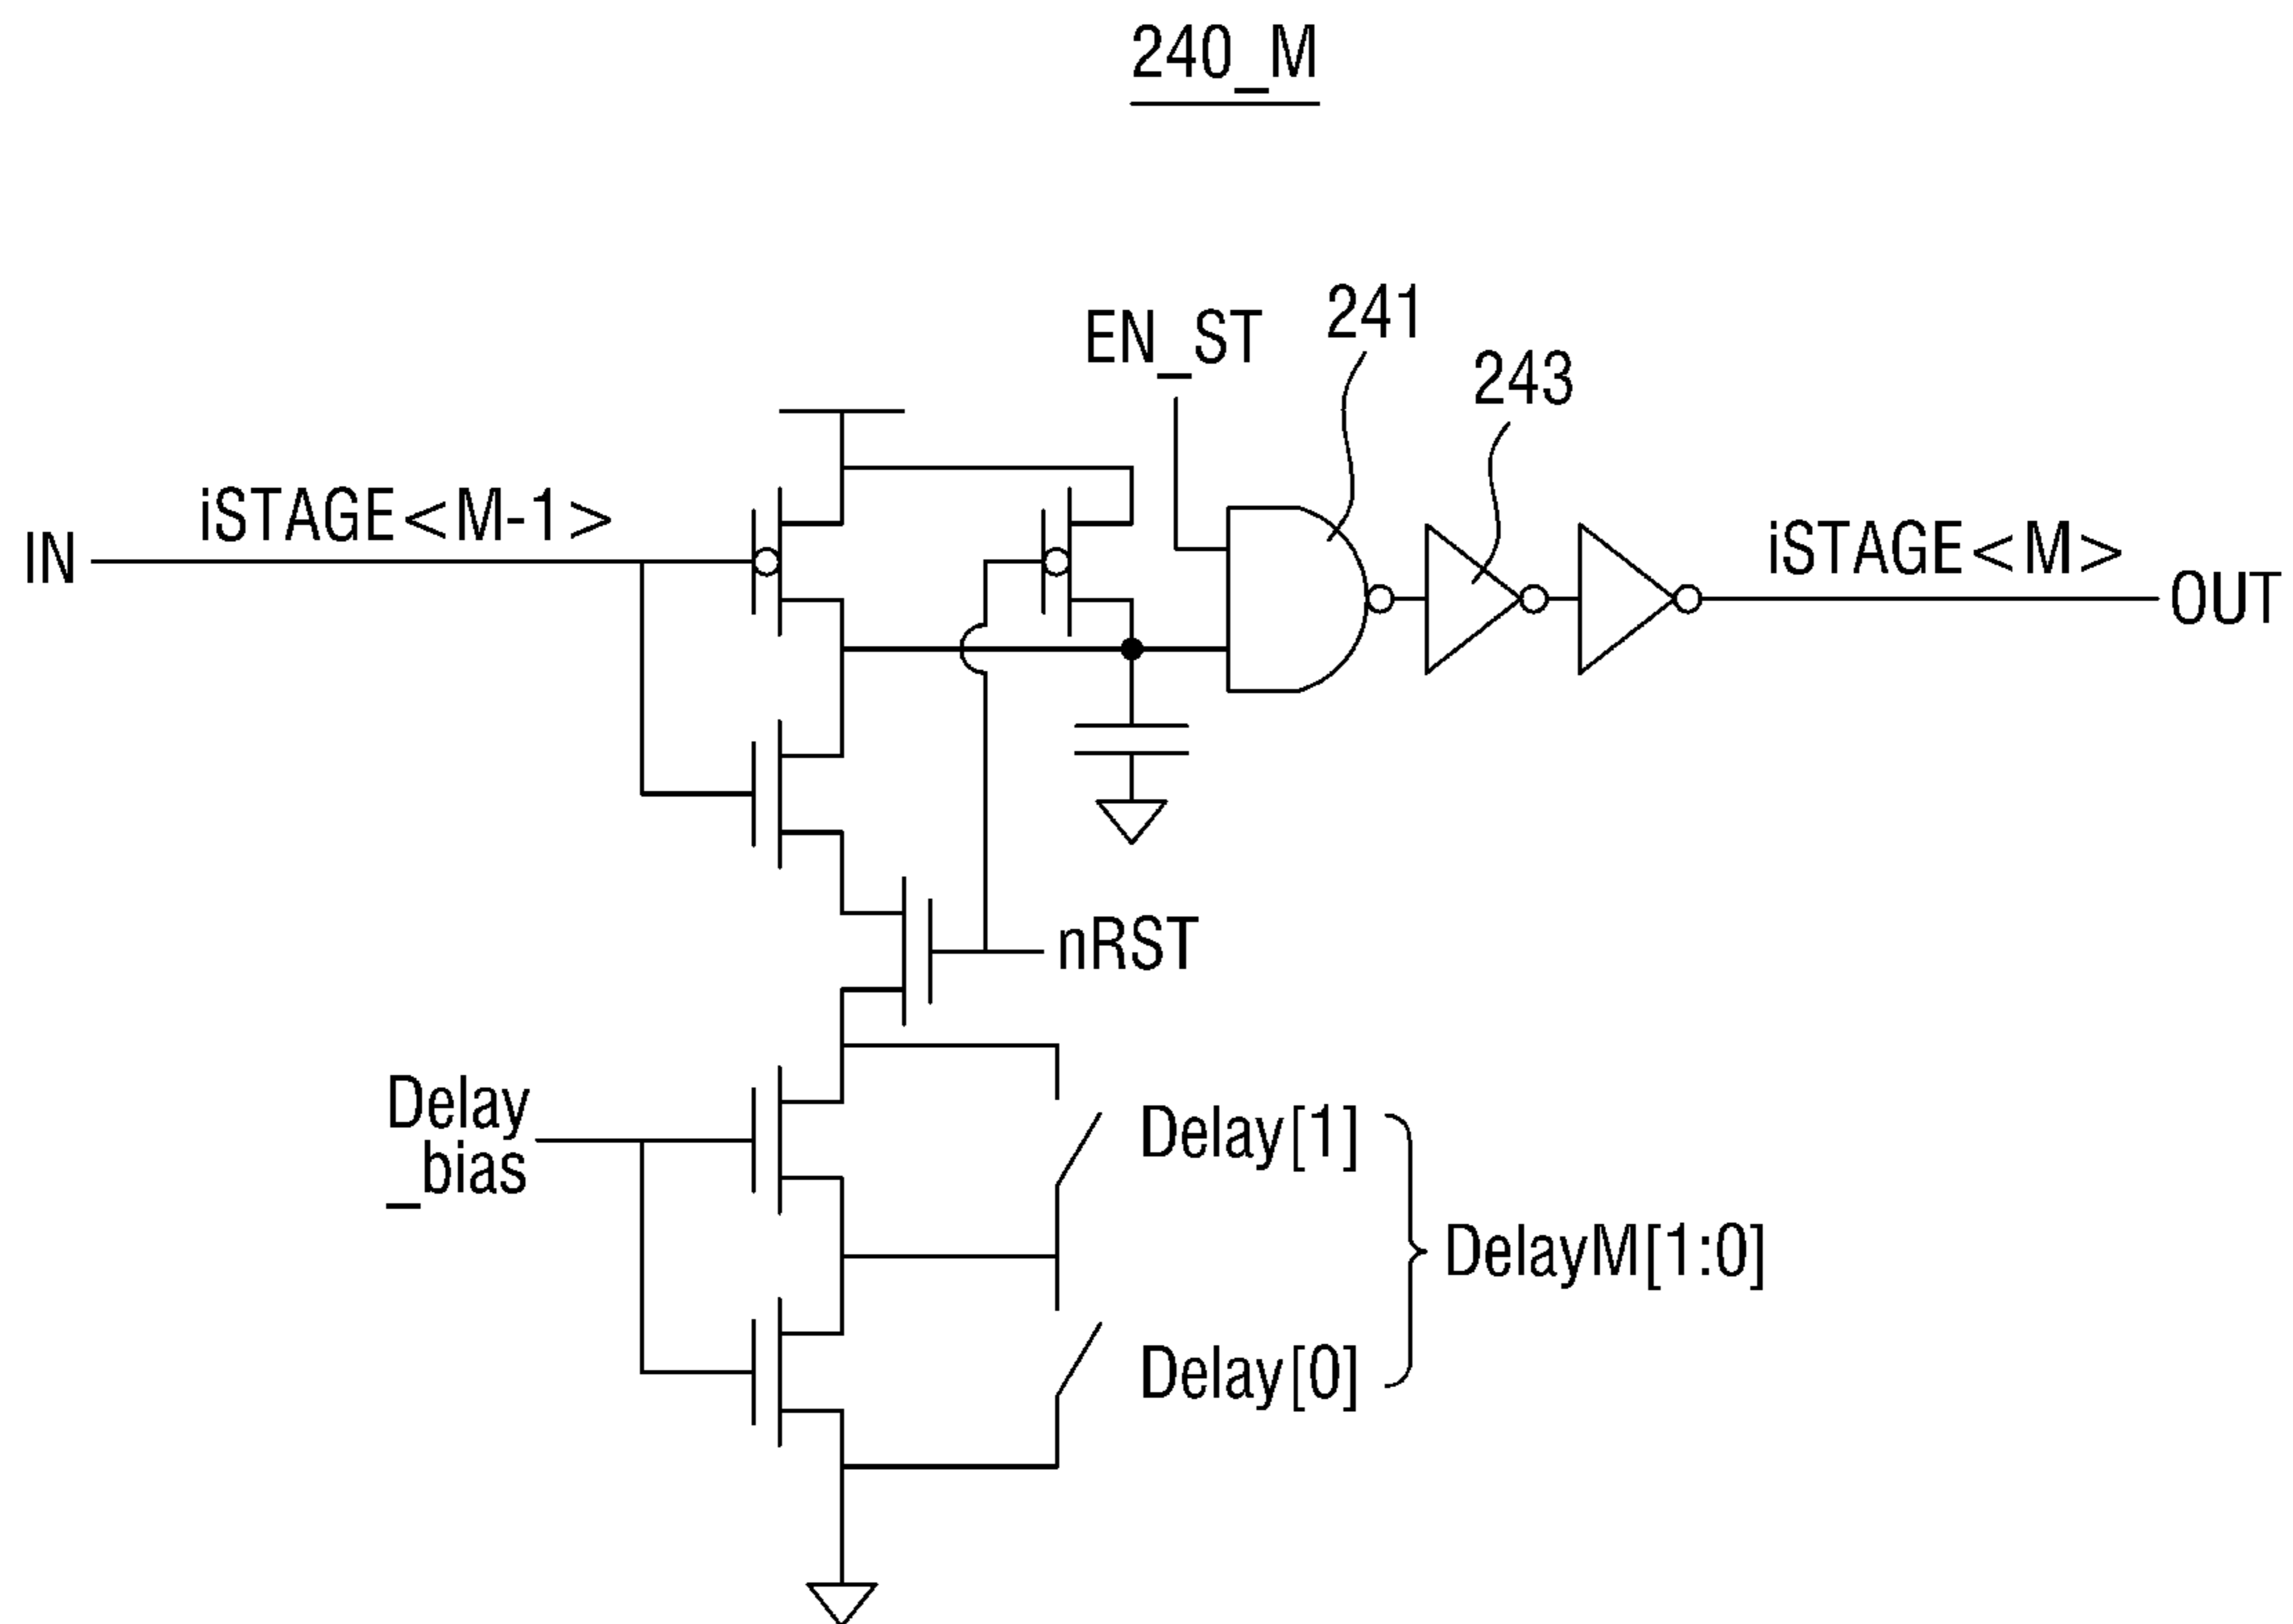 240_M
EN_ST
241
243
iSTAGE<M-1>
IN
iSTAGE<M>
OUT
nRST
Delay
_bias
Delay[1]
DelayM[1:0]
Delay[0]